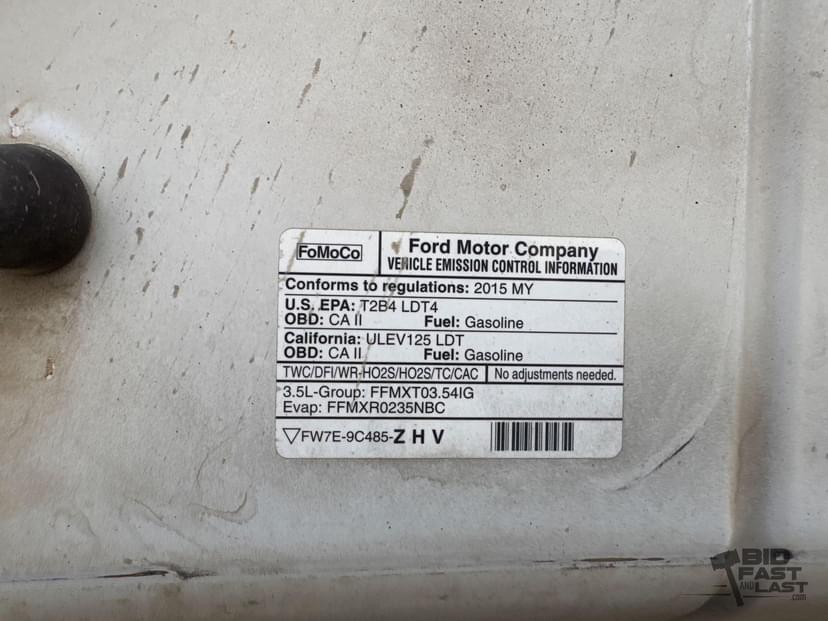 FoMoCo
Ford Motor Company
VEHICLE EMISSION CONTROL INFORMATION
Conforms to regulations: 2015 MY
U.S. EPA: T2B4 LDT4
OBD: CA II Fuel: Gasoline
California: ULEV125 LDT
OBD: CA II Fuel: Gasoline
TWC/DFI/WR-HO2S/HO2S/TC/CAC No adjustments needed.
3.5L-Group: FFMXT03.54IG
Evap: FFMXR0235NBC
FW7E-9C485-ZHV
BID
FAST
AND LAST
.com